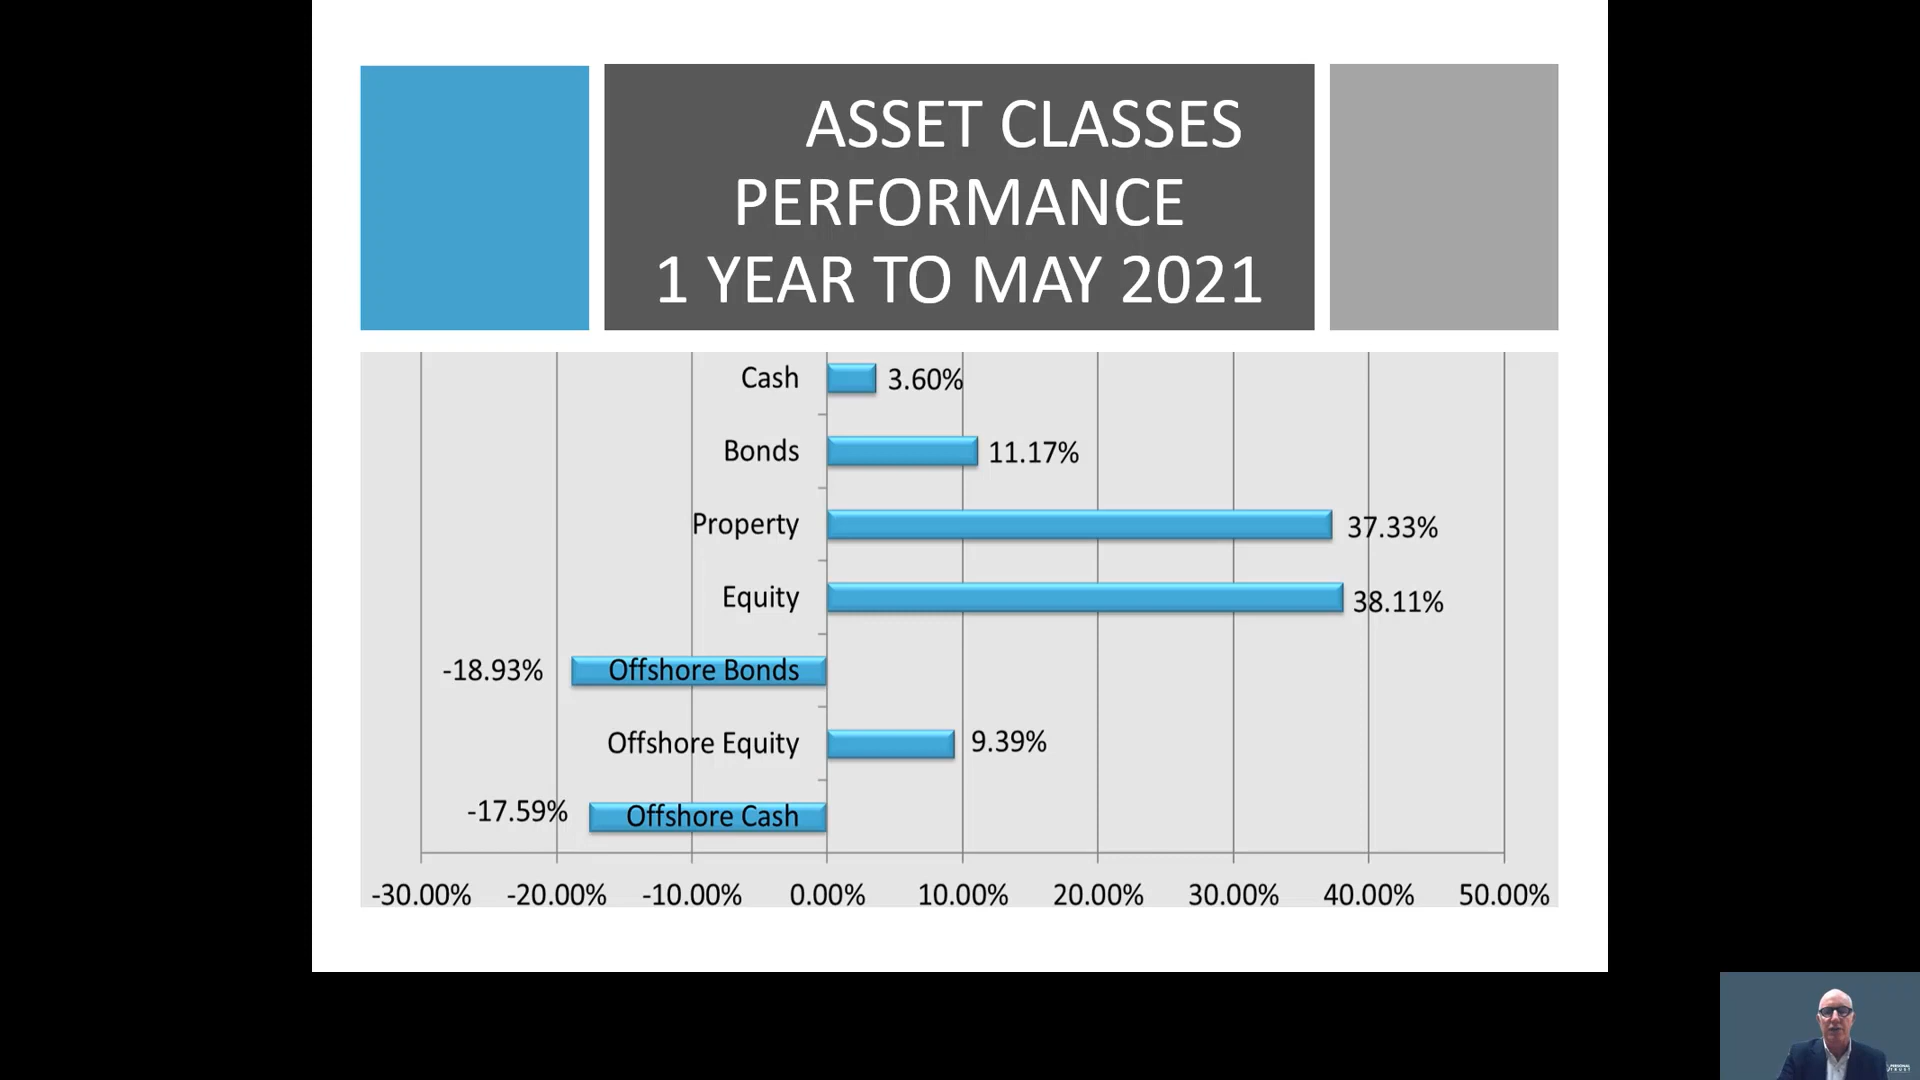 ASSET CLASSES
PERFORMANCE
1 YEAR TO MAY 2021
Cash 3.60%
Bonds 11.17%
Property 37.33%
Equity 38.11%
-18.93% Offshore Bonds
Offshore Equity 9.39%
-17.59% Offshore Cash
-30.00% -20.00% -10.00% 0.00% 10.00% 20.00% 30.00% 40.00% 50.00%
PERSONAL
TRUST